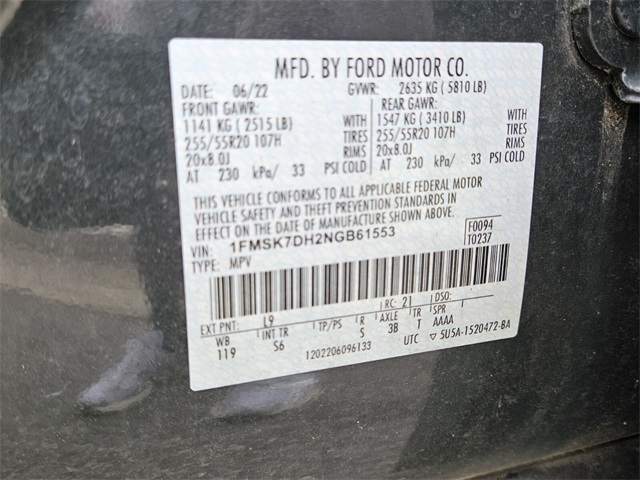 MFD. BY FORD MOTOR CO.
DATE: 06/22 GVWR: 2635 KG ( 5810 LB)
FRONT GAWR: REAR GAWR:
1141 KG ( 2515 LB) WITH 1547 KG ( 3410 LB) WITH
255/55R20 107H TIRES 255/55R20 107H TIRES
20x8.0J RIMS 20x8.0J RIMS
AT 230 kPa/ 33 PSI COLD AT 230 kPa/ 33 PSI COLD
THIS VEHICLE CONFORMS TO ALL APPLICABLE FEDERAL MOTOR
VEHICLE SAFETY AND THEFT PREVENTION STANDARDS IN
EFFECT ON THE DATE OF MANUFACTURE SHOWN ABOVE.
VIN: 1FMSK7DH2NGB61553 F0094
TYPE: MPV T0237
EXT PNT: L9 RC: 21 DSO:
WB INT TR TP/PS R AXLE TR SPR
119 S6 S 3B T AAAA
1202206096133 UTC ▽ 5U5A-1520472-BA